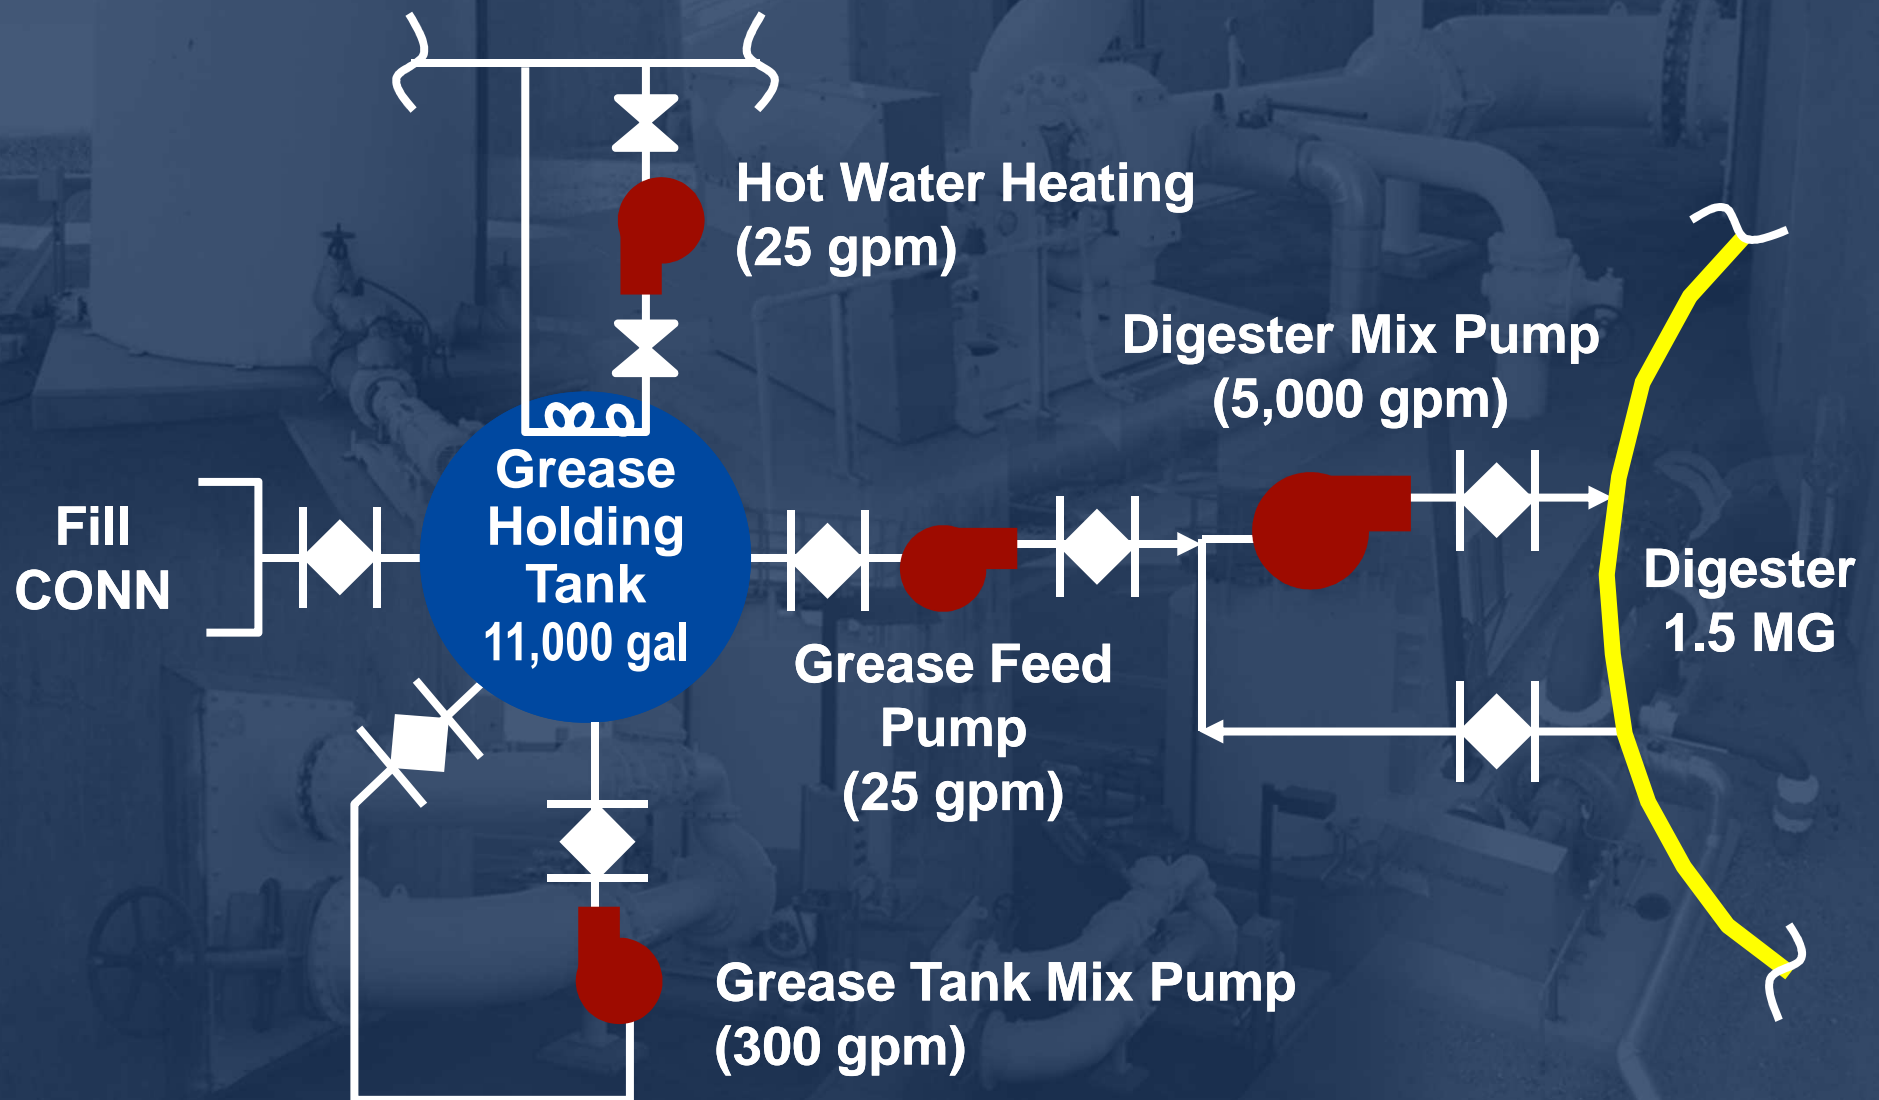 Hot Water Heating
(25 gpm)
Digester Mix Pump
(5,000 gpm)
Grease
Holding
Tank
11,000 gal
Fill
CONN
Digester
1.5 MG
Grease Feed
Pump
(25 gpm)
Grease Tank Mix Pump
(300 gpm)